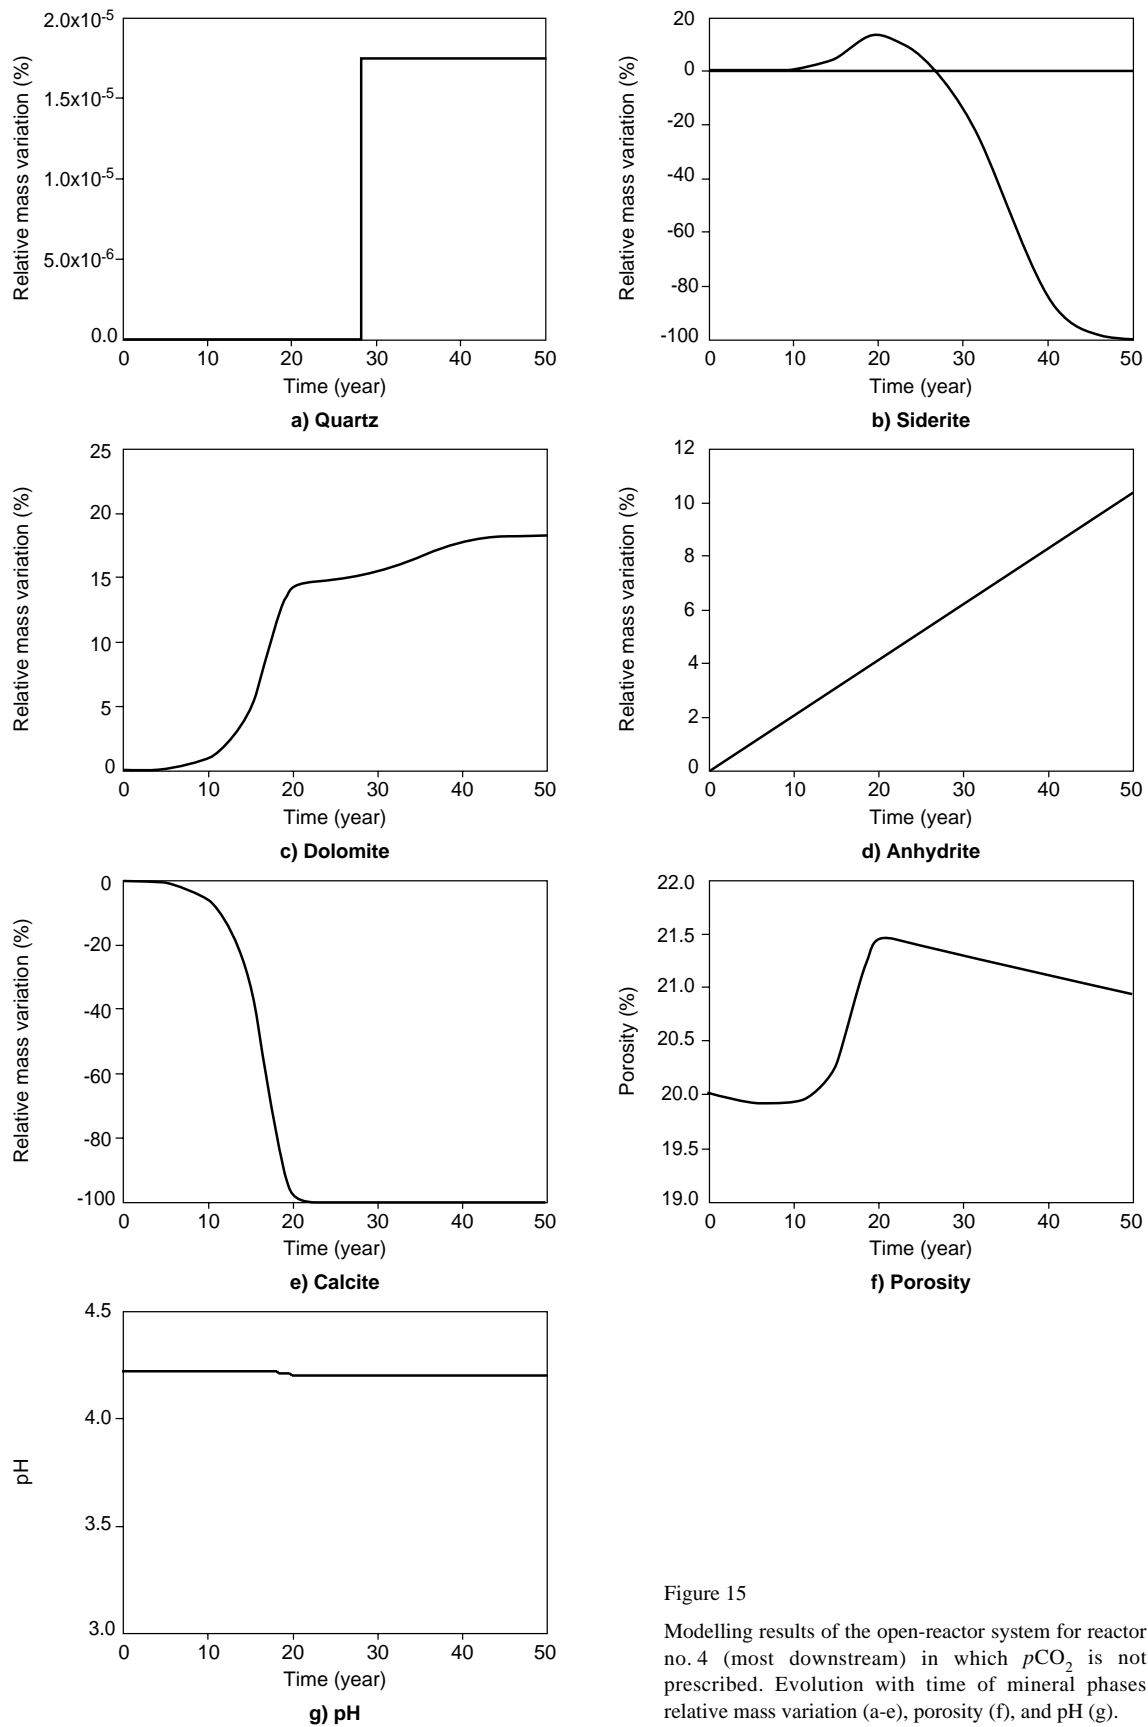 2.0x10-5
1.5x10-5
1.0x10-5
5.0x10-6
0.0
0 10 20 30 40 50
Relative mass variation (%)
Time (year)
a) Quartz
20
0
-20
-40
-60
-80
-100
0 10 20 30 40 50
Relative mass variation (%)
Time (year)
b) Siderite
25
20
15
10
5
0
0 10 20 30 40 50
Relative mass variation (%)
Time (year)
c) Dolomite
12
10
8
6
4
2
0
0 10 20 30 40 50
Relative mass variation (%)
Time (year)
d) Anhydrite
0
-20
-40
-60
-80
-100
0 10 20 30 40 50
Relative mass variation (%)
Time (year)
e) Calcite
22.0
21.5
21.0
20.5
20.0
19.5
19.0
0 10 20 30 40 50
Porosity (%)
Time (year)
f) Porosity
4.5
4.0
3.5
3.0
0 10 20 30 40 50
pH
Time (year)
g) pH
Figure 15
Modelling results of the open-reactor system for reactor
no. 4 (most downstream) in which pCO2 is not
prescribed. Evolution with time of mineral phases
relative mass variation (a-e), porosity (f), and pH (g).